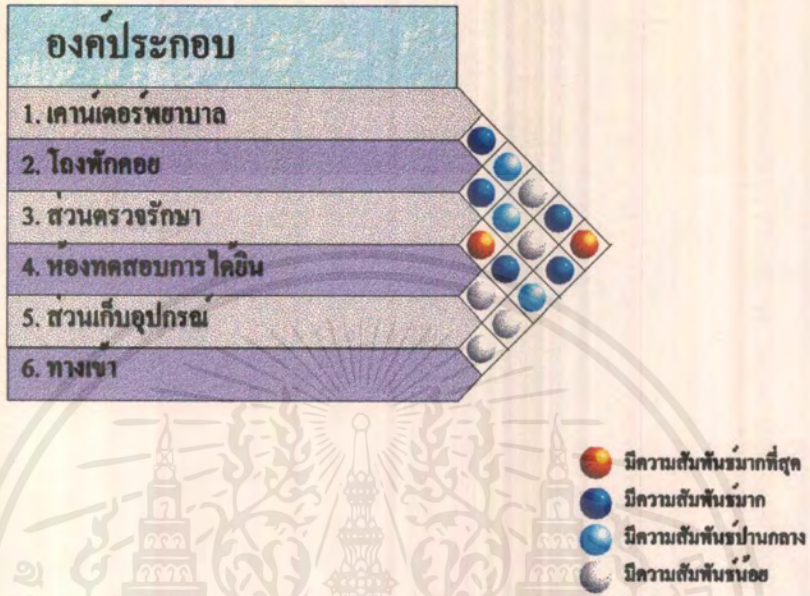 องค์ประกอบ
1. เคาน์เตอร์พยาบาล
2. โถงพักคอย
3. ส่วนตรวจรักษา
4. ห้องทดสอบการได้ยิน
5. ส่วนเก็บอุปกรณ์
6. ทางเข้า
มีความสัมพันธ์มากที่สุด
มีความสัมพันธ์มาก
มีความสัมพันธ์ปานกลาง
มีความสัมพันธ์น้อย